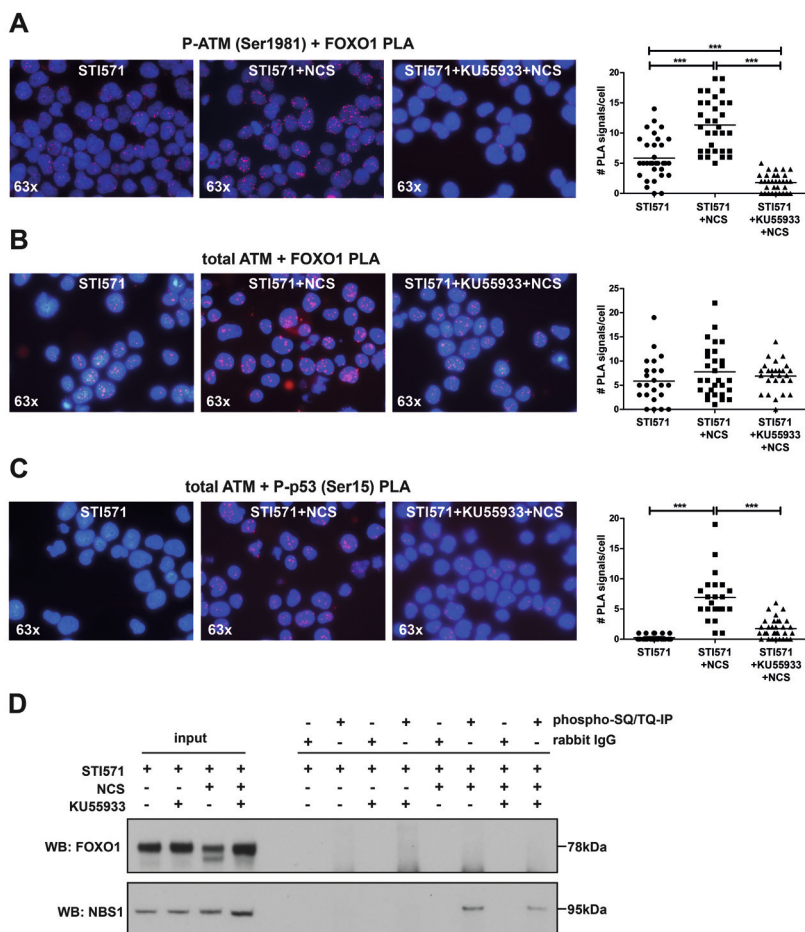 A
P-ATM (Ser1981) + FOXO1 PLA
STI571
STI571+NCS
STI571+KU55933+NCS
63x
63x
63x
***
***
***
# PLA signals/cell
20
15
10
5
0
STI571
STI571
+NCS
STI571
+KU55933
+NCS
B
total ATM + FOXO1 PLA
STI571
STI571+NCS
STI571+KU55933+NCS
63x
63x
63x
# PLA signals/cell
25
20
15
10
5
0
STI571
STI571
+NCS
STI571
+KU55933
+NCS
C
total ATM + P-p53 (Ser15) PLA
STI571
STI571+NCS
STI571+KU55933+NCS
63x
63x
63x
***
***
# PLA signals/cell
20
15
10
5
0
STI571
STI571
+NCS
STI571
+KU55933
+NCS
D
- + - + - + - + phospho-SQ/TQ-IP
input
+ - + - + - + - rabbit IgG
STI571 + + + + + + + + + + + +
NCS - - + + - - - - + + + +
KU55933 - + - + - - + + - - + +
WB: FOXO1
78kDa
WB: NBS1
95kDa